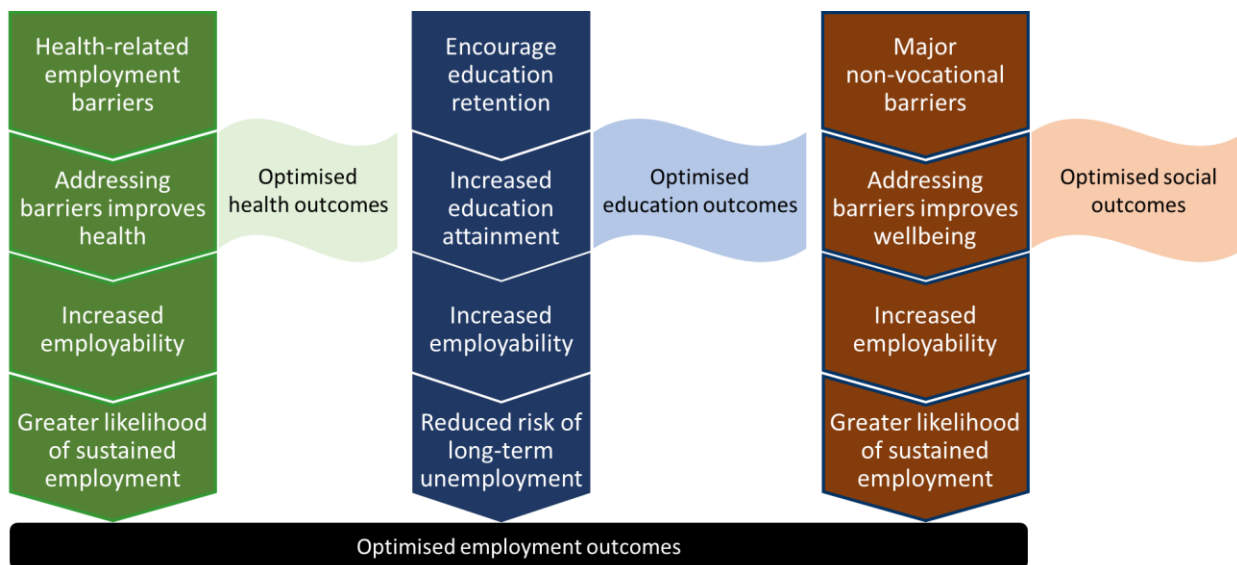 Health-related
employment
barriers
Addressing
barriers improves
health
Increased
employability
Greater likelihood
of sustained
employment
Optimised
health outcomes
Encourage
education
retention
Increased
education
attainment
Increased
employability
Reduced risk of
long-term
unemployment
Optimised
education outcomes
Major
non-vocational
barriers
Addressing
barriers improves
wellbeing
Increased
employability
Greater likelihood
of sustained
employment
Optimised social
outcomes
Optimised employment outcomes